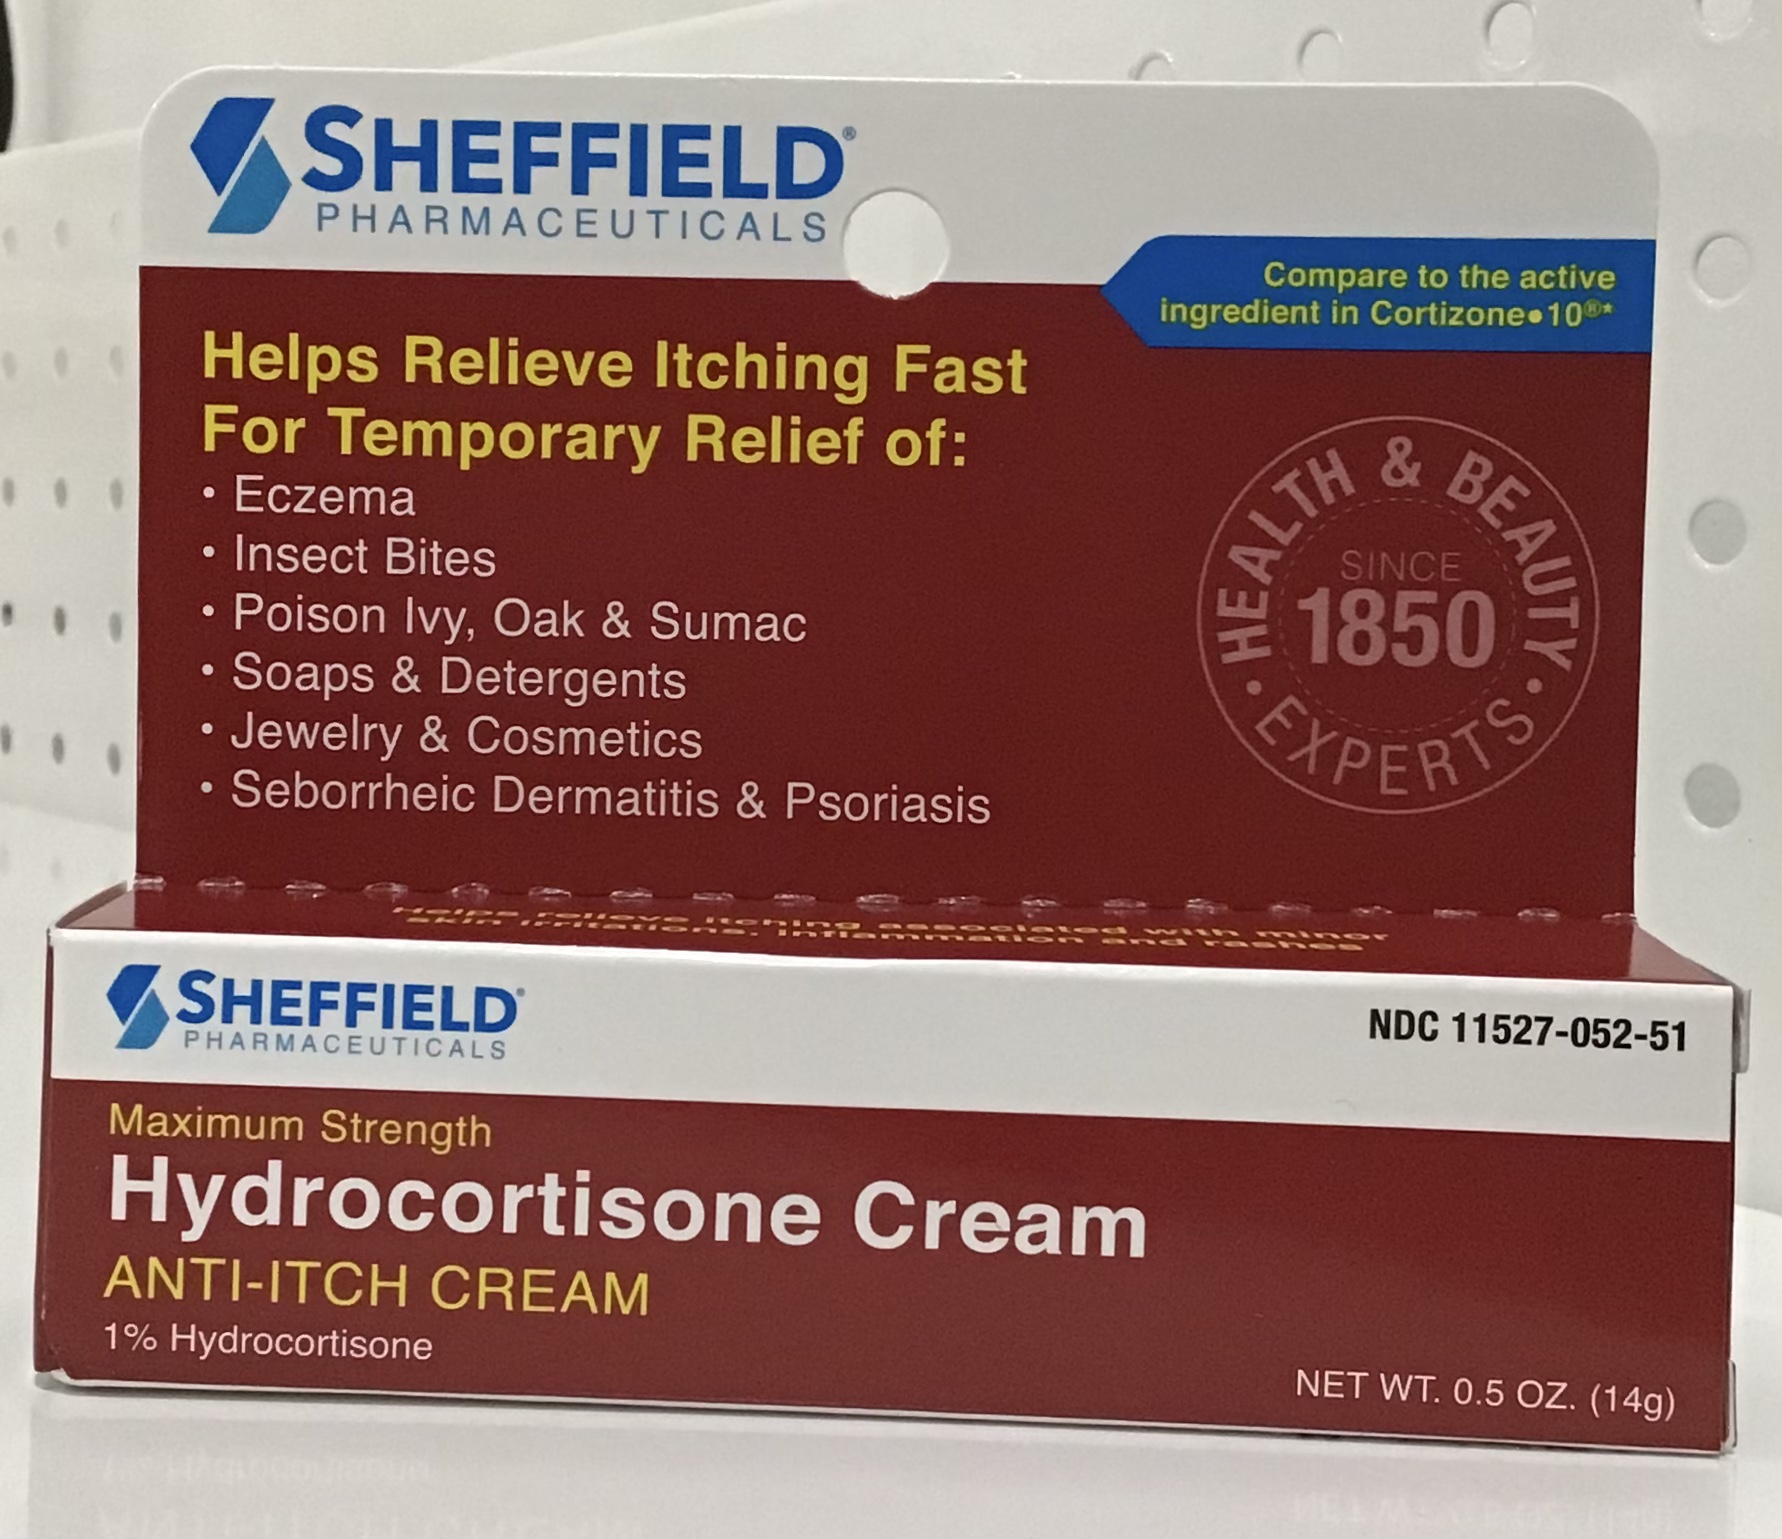 SHEFFIELD®
PHARMACEUTICALS
Compare to the active
ingredient in Cortizone•10®*
Helps Relieve Itching Fast
For Temporary Relief of:
• Eczema
• Insect Bites
• Poison Ivy, Oak & Sumac
• Soaps & Detergents
• Jewelry & Cosmetics
• Seborrheic Dermatitis & Psoriasis
HEALTH & BEAUTY
• EXPERTS •
SINCE
1850
Helps relieve itching associated with minor
skin irritations, inflammation and rashes
SHEFFIELD®
PHARMACEUTICALS
NDC 11527-052-51
Maximum Strength
Hydrocortisone Cream
ANTI-ITCH CREAM
1% Hydrocortisone
NET WT. 0.5 OZ. (14g)